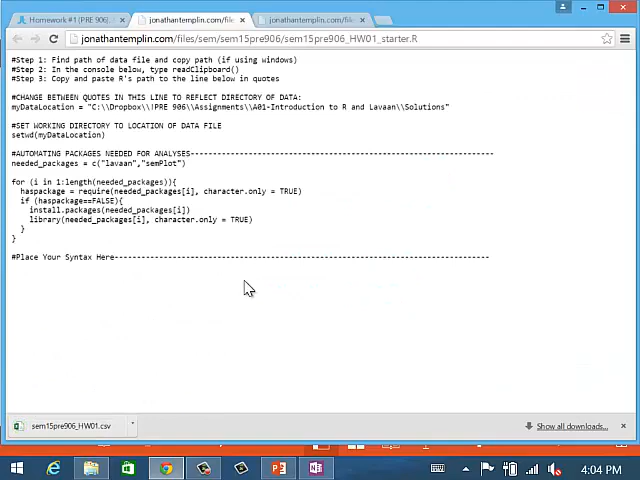 Homework #1 (PRE 906)
jonathantemplin.com/files
jonathantemplin.com/files/sem
jonathantemplin.com/files/sem/sem15pre906/sem15pre906_HW01_starter.R
#Step 1: Find path of data file and copy path (if using windows)
#Step 2: In the console below, type readClipboard()
#Step 3: Copy and paste R's path to the line below in quotes
#CHANGE BETWEEN QUOTES IN THIS LINE TO REFLECT DIRECTORY OF DATA:
myDataLocation = "C:\\Dropbox\\!PRE 906\\Assignments\\A01-Introduction to R and Lavaan\\Solutions"
#SET WORKING DIRECTORY TO LOCATION OF DATA FILE
setwd(myDataLocation)
#AUTOMATING PACKAGES NEEDED FOR ANALYSES--------------------------------------------------------------------
needed_packages = c("lavaan","semPlot")
for (i in 1:length(needed_packages)){
haspackage = require(needed_packages[i], character.only = TRUE)
if (haspackage==FALSE){
install.packages(needed_packages[i])
library(needed_packages[i], character.only = TRUE)
}
}
#Place Your Syntax Here------------------------------------------------------------------------------------
sem15pre906_HW01.csv
Show all downloads...
4:04 PM